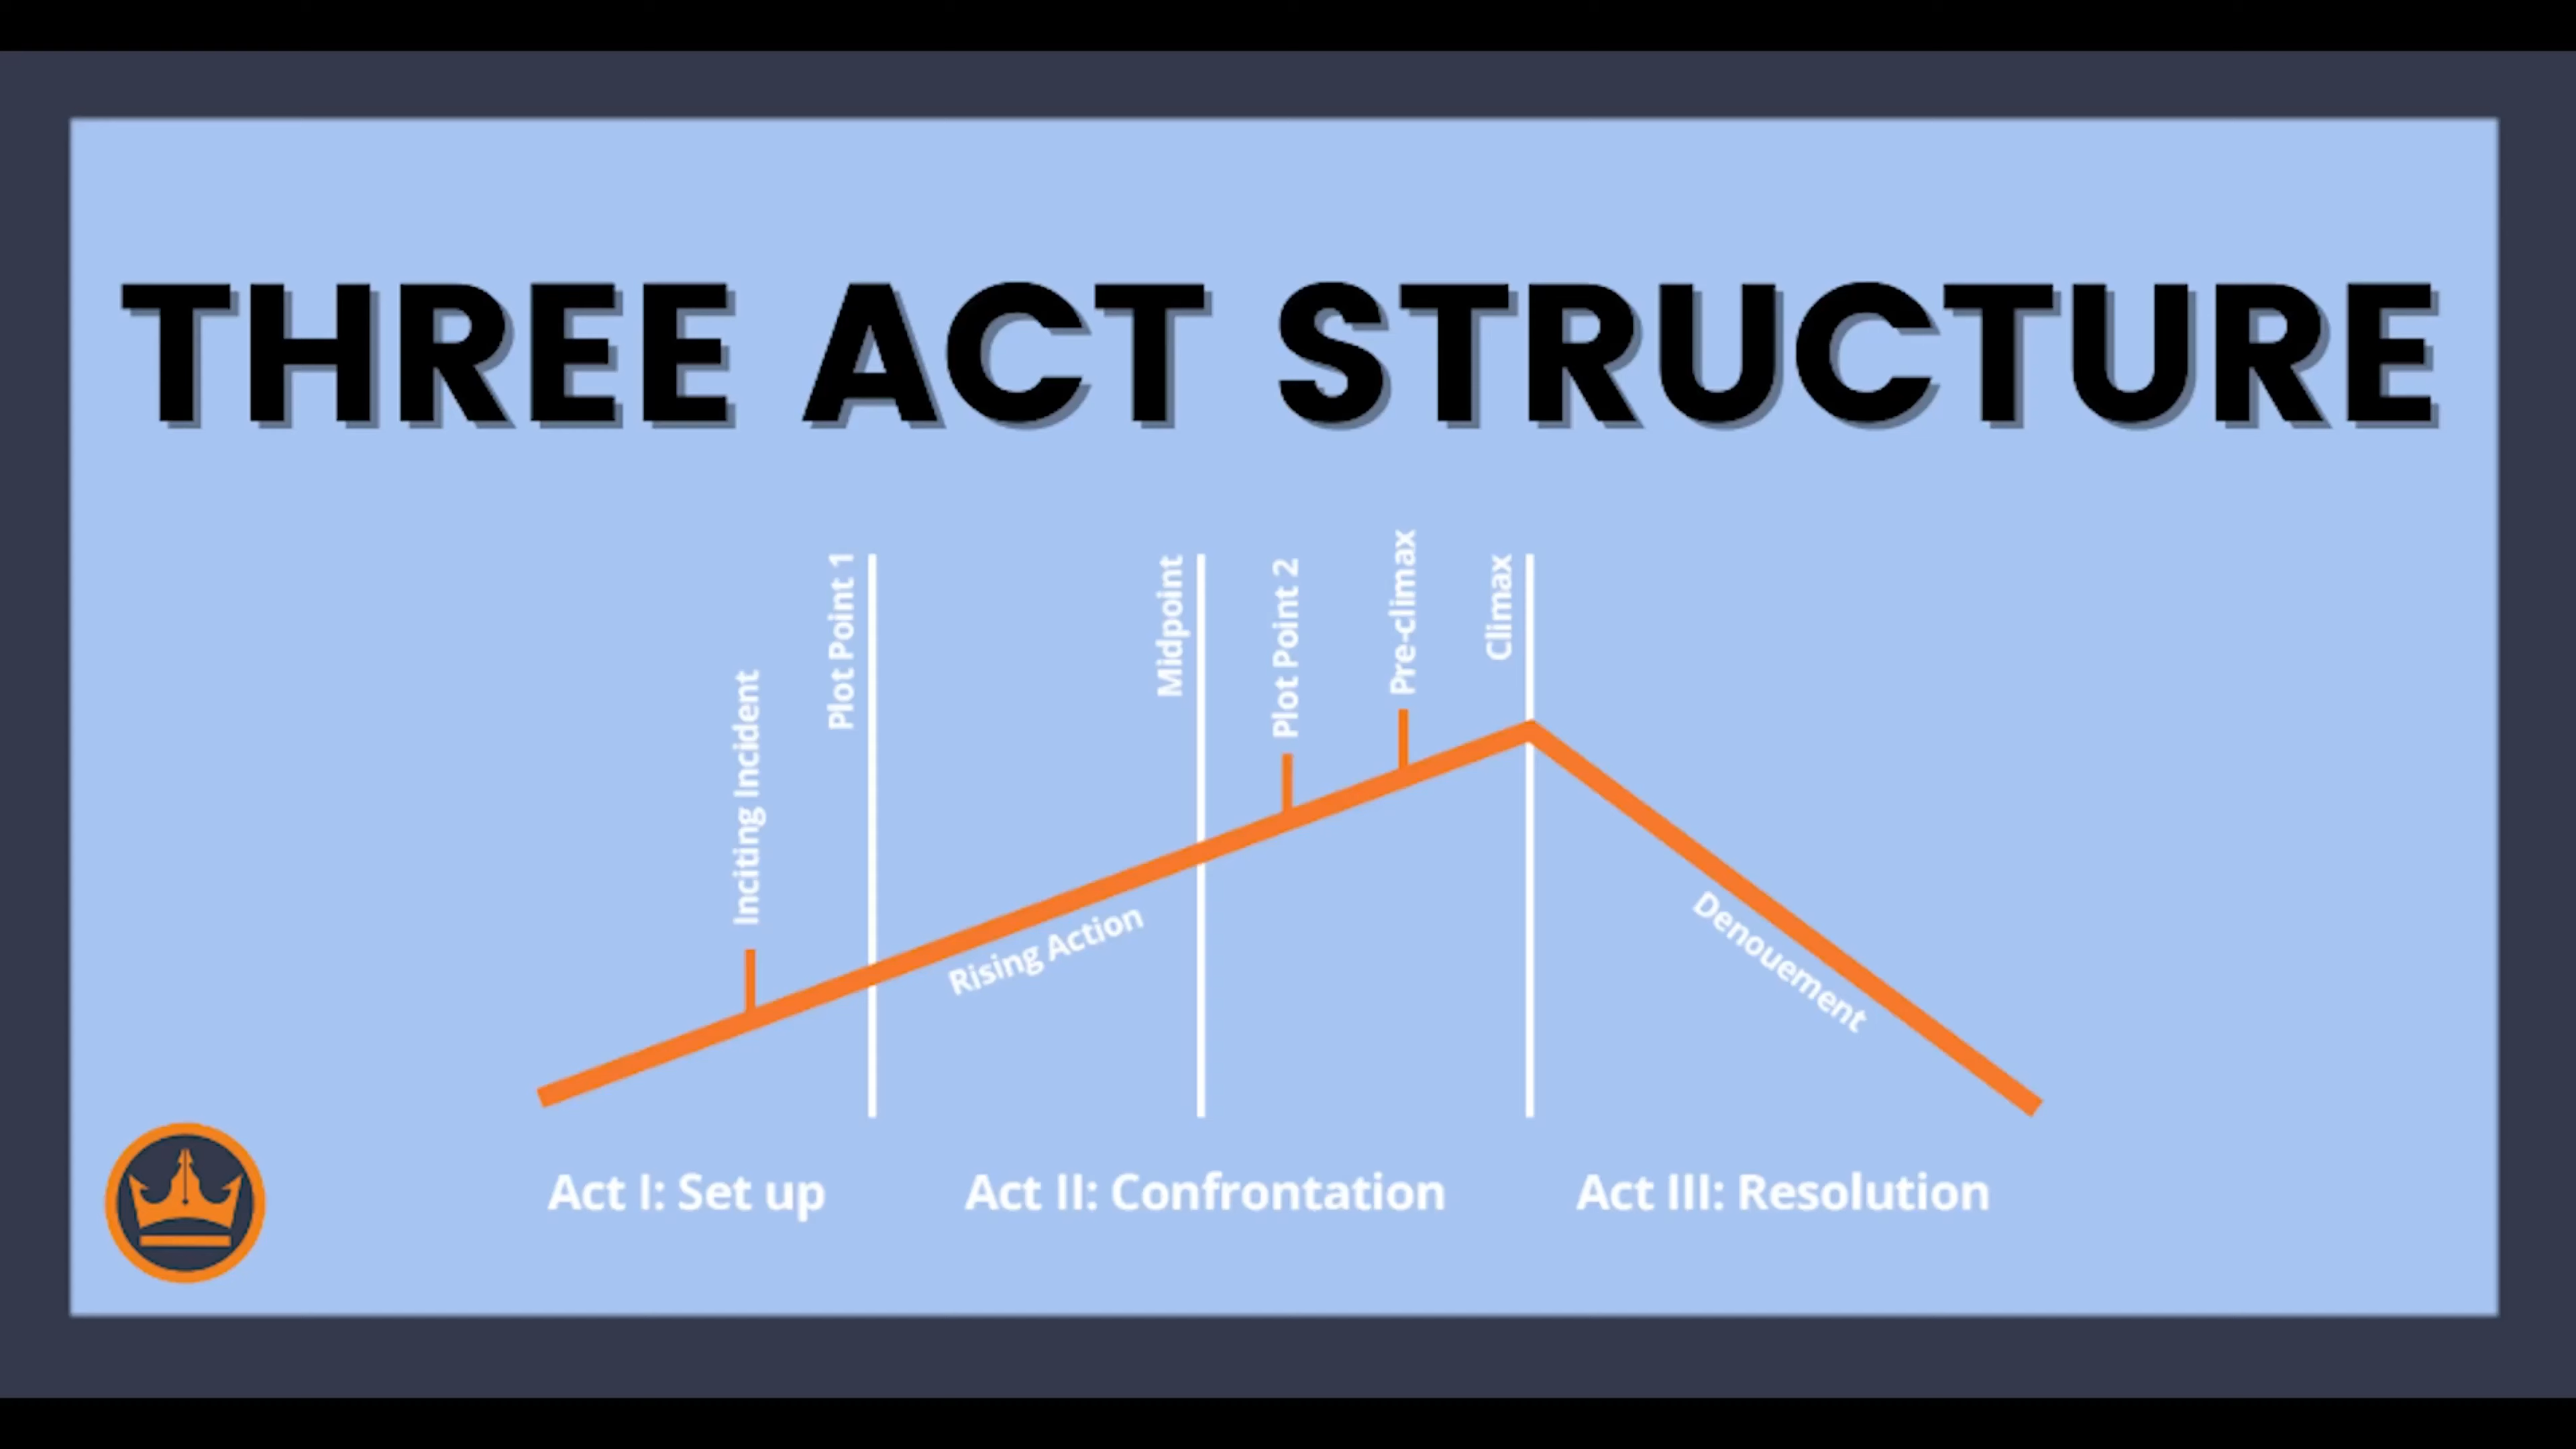 THREE ACT STRUCTURE
Inciting Incident
Plot Point 1
Midpoint
Plot Point 2
Pre-climax
Climax
Rising Action
Denouement
Act I: Set up
Act II: Confrontation
Act III: Resolution